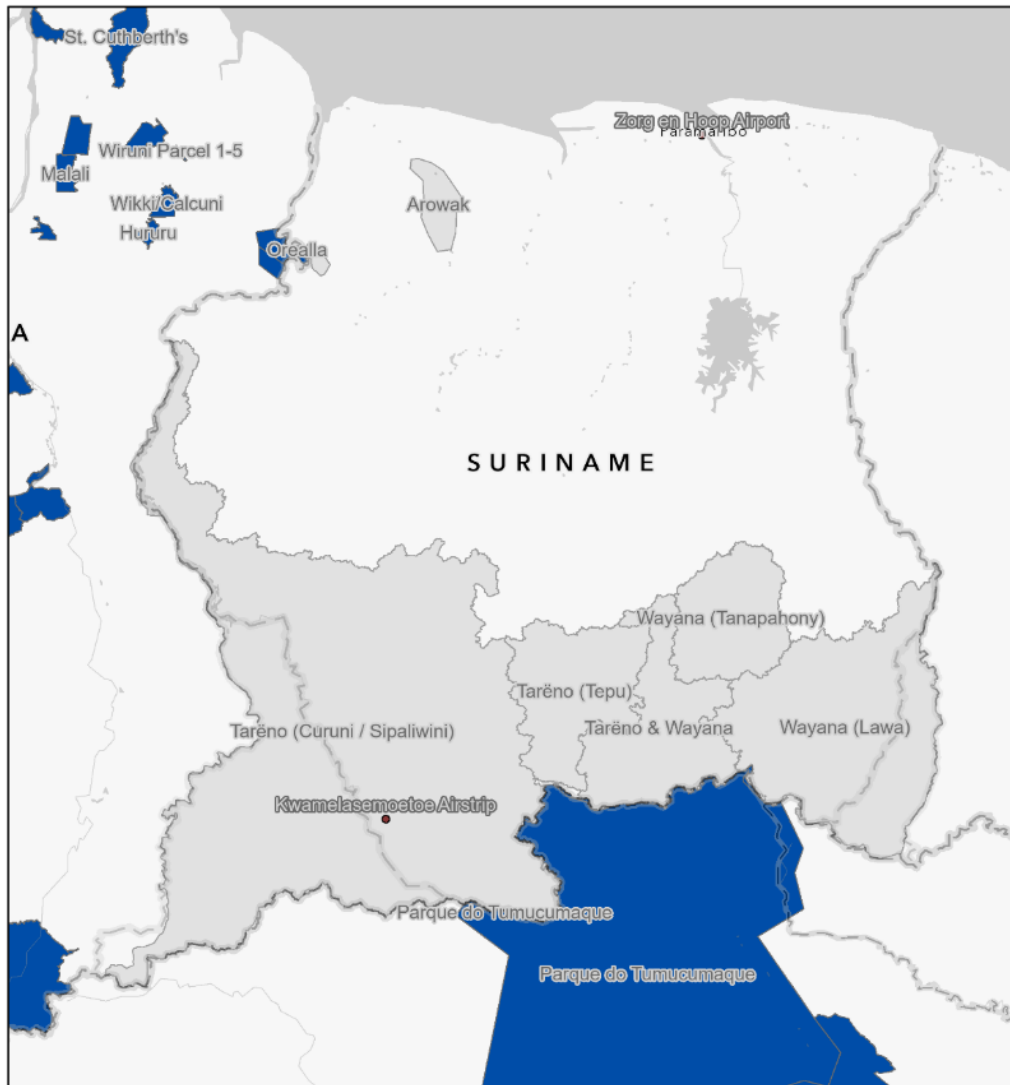 St. Cuthberth's
Zorg en Hoop Airport
Paramaribo
Wiruni Parcel 1-5
Malali
Wikki/Calcuni
Arowak
Hururu
Orealla
A
SURINAME
Wayana (Tanapahony)
Tarëno (Tepu)
Tarëno (Curuni / Sipaliwini)
Tarëno & Wayana
Wayana (Lawa)
Kwamelasemoetoe Airstrip
Parque do Tumucumaque
Parque do Tumucumaque